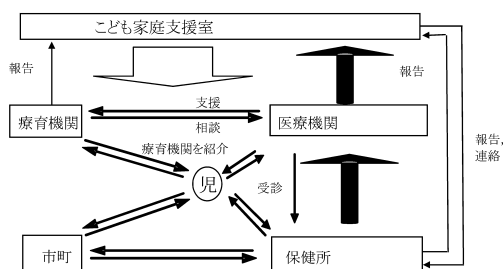 こども家庭支援室
報告
報告
支援
療育機関
医療機関
相談
報告，
連絡
療育機関を紹介
児
受診
市町
保健所